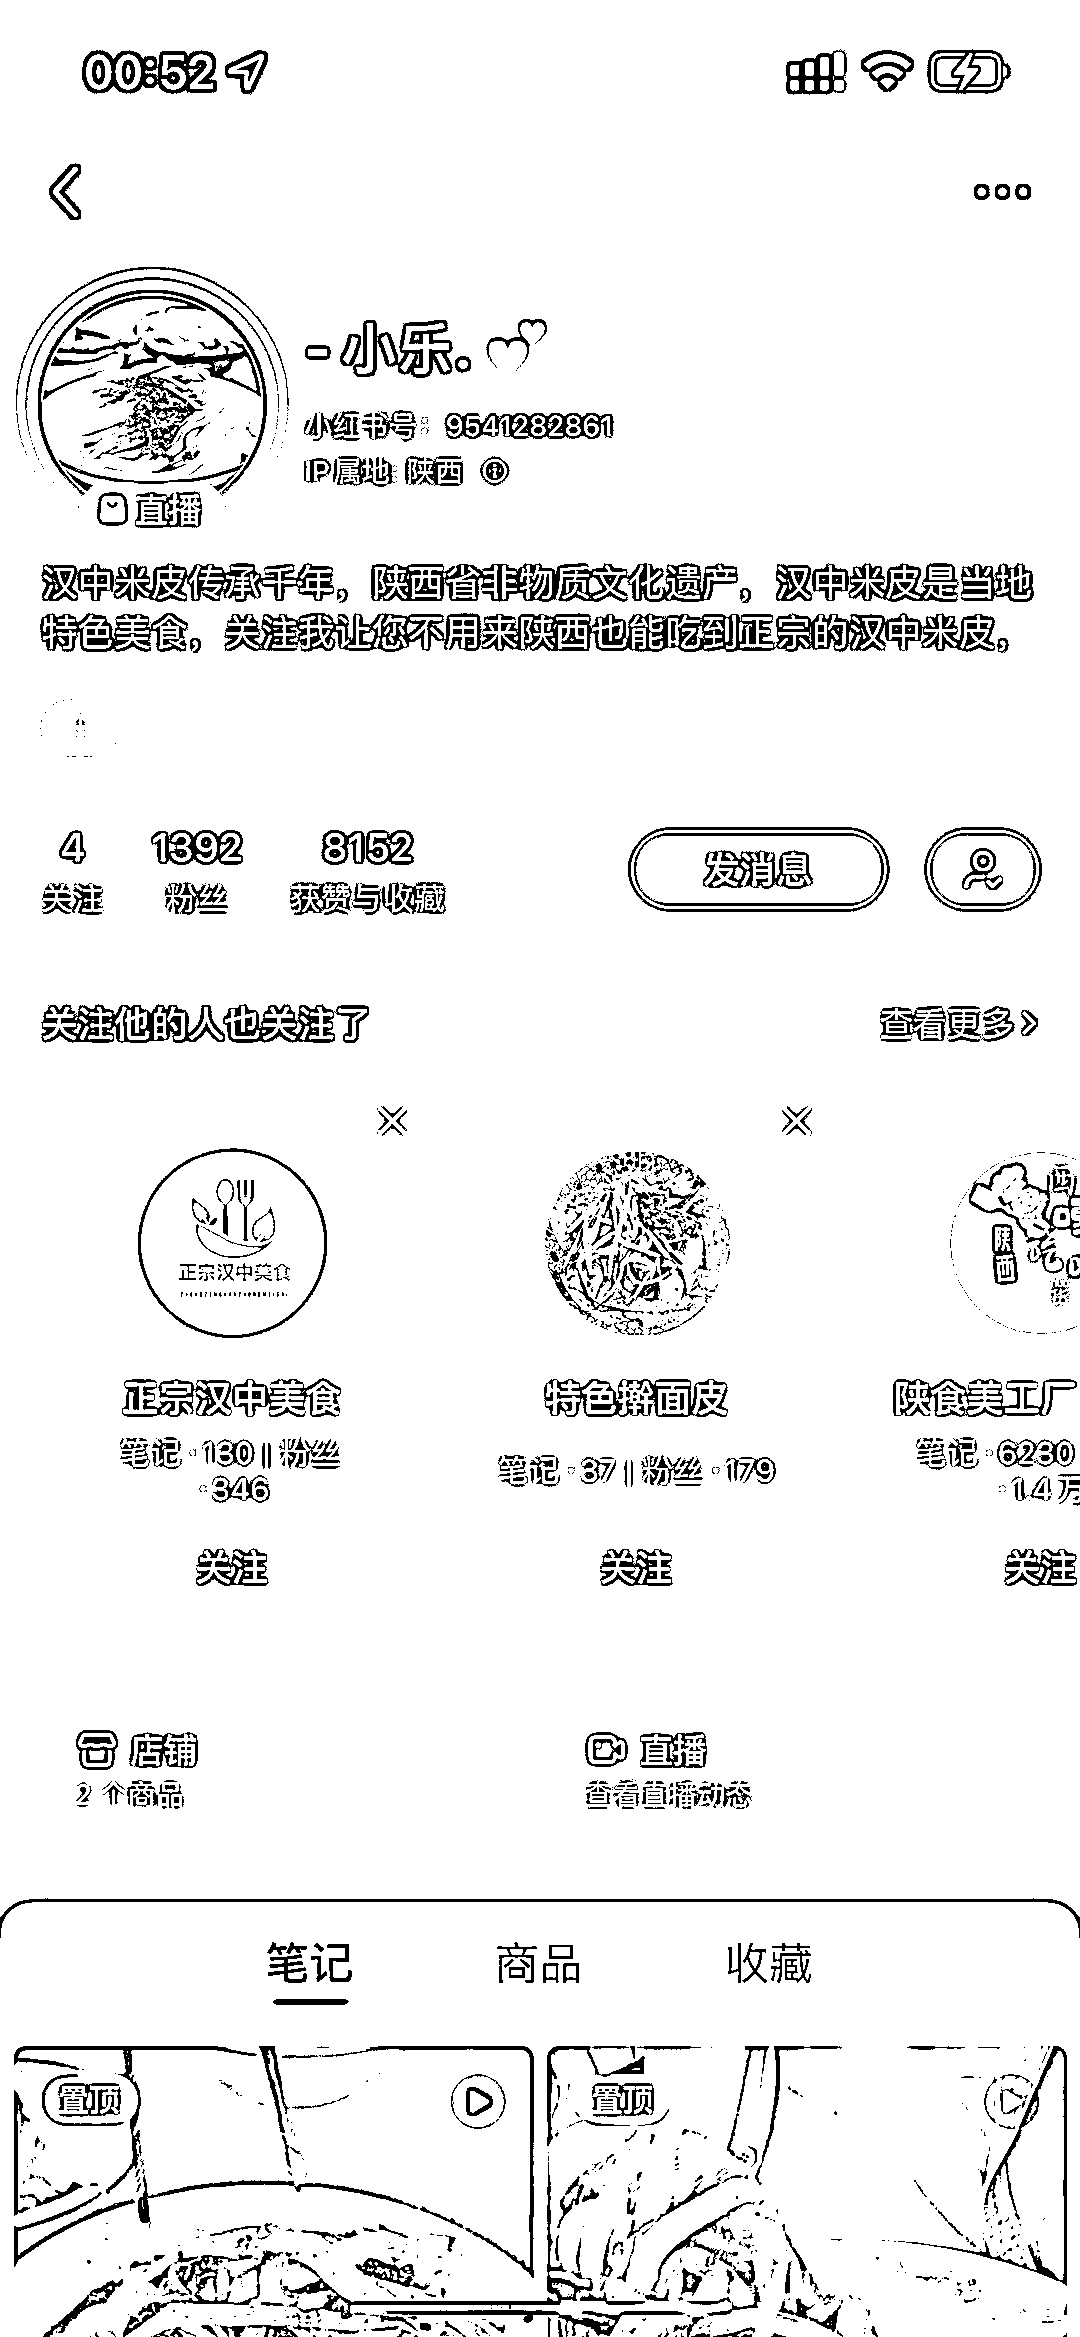 00:52
- 小乐. 💕
小红书号: 9541282861
IP属地: 陕西
直播
汉中米皮传承千年，陕西省非物质文化遗产，汉中米皮是当地
特色美食，关注我让您不用来陕西也能吃到正宗的汉中米皮，
4 1392 8152
关注 粉丝 获赞与收藏
发消息
关注他的人也关注了
查看更多
正宗汉中美食
陕西
正宗汉中美食 特色擀面皮 陕食美工厂
笔记·180 | 粉丝 笔记·37 | 粉丝·179 笔记·6280
·346 ·1.4万
关注 关注 关注
店铺 直播
2 个商品 查看直播动态
笔记 商品 收藏
置顶 置顶